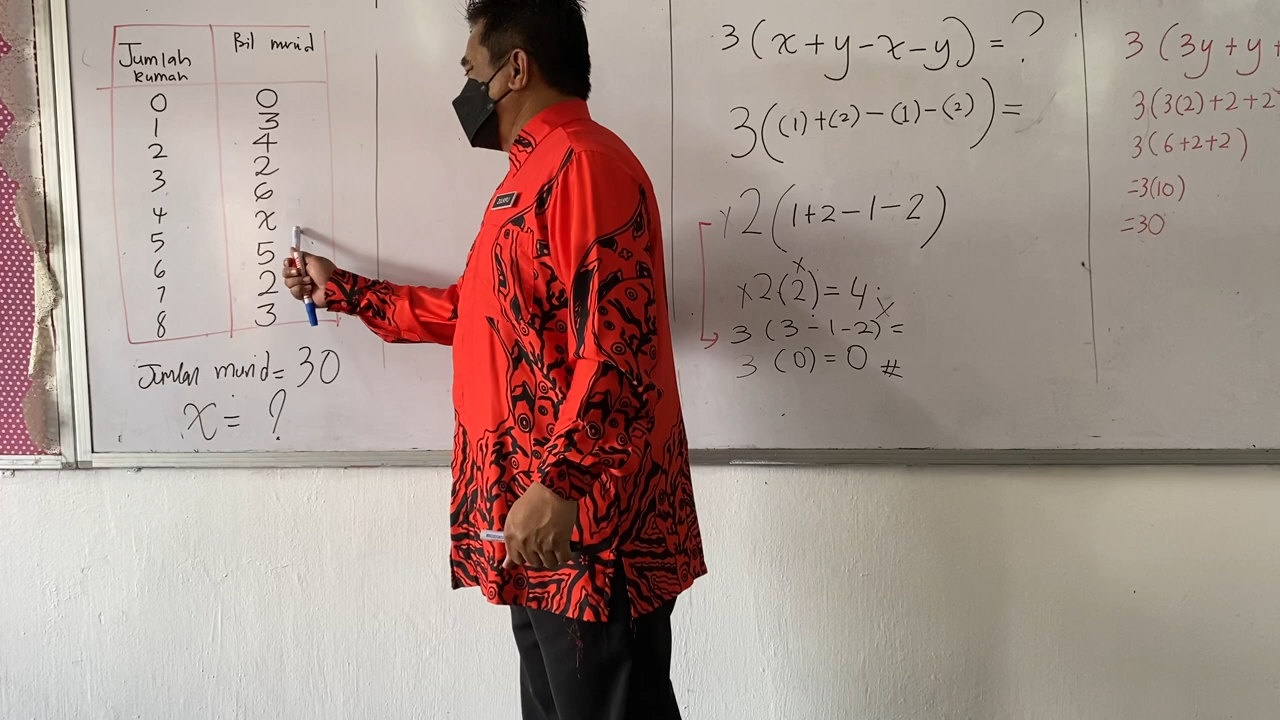 Jumlah Rumah Bil murid
0 0
1 3
2 4
3 2
4 6
5 x
6 5
7 2
8 3
Jumlah murid = 30
x = ?
3(x+y-x-y) = ?
3((1)+(2)-(1)-(2)) =
x2(1+2-1-2)
x
x2(2) = 4 x
3(3-1-2) =
3(0) = 0 #
3(3y+y+
3(3(2)+2+2
3(6+2+2)
=3(10)
=30